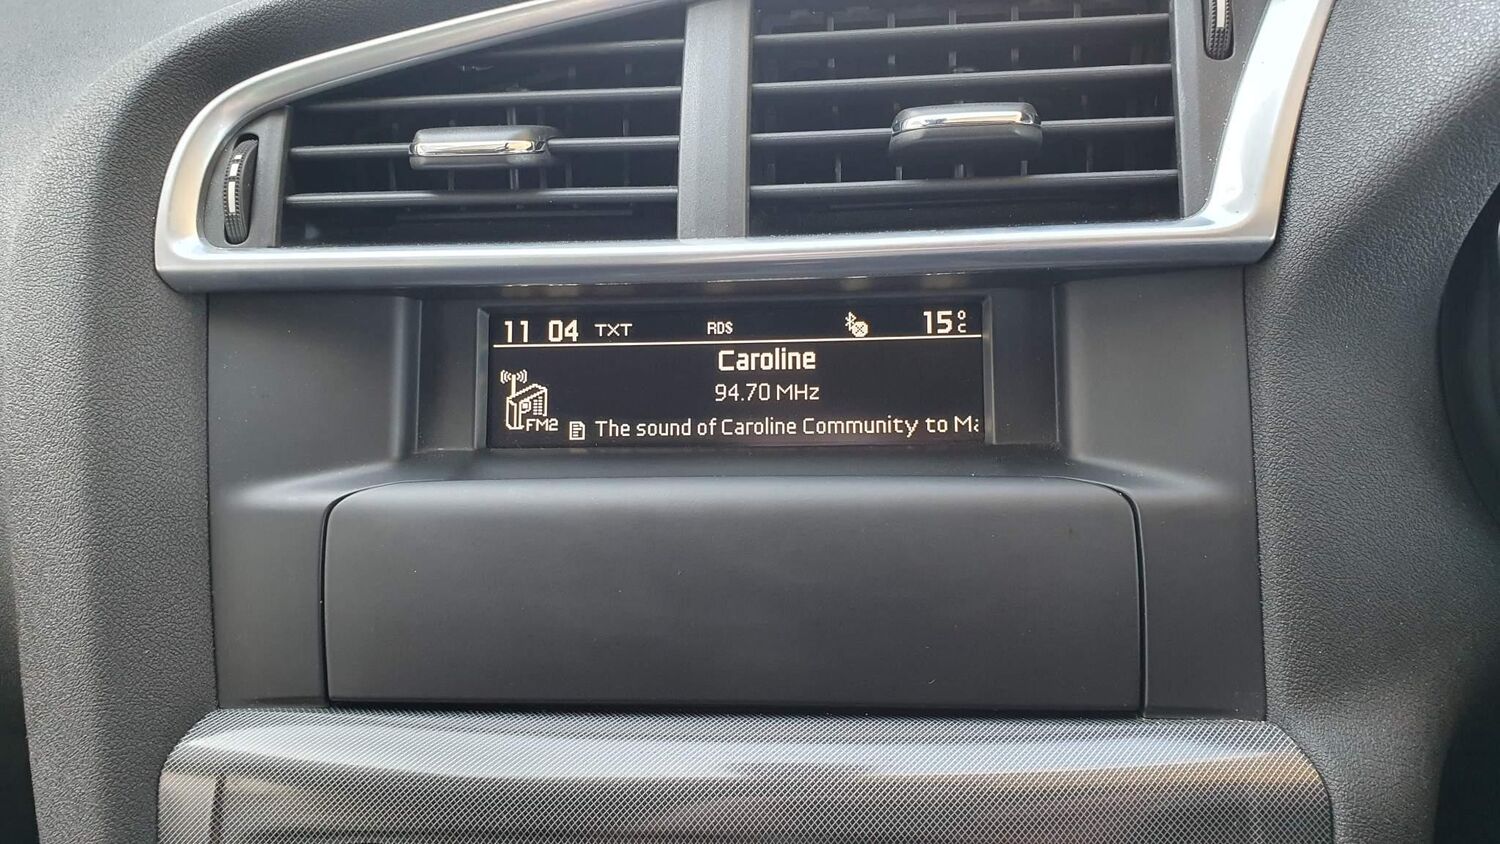 11 04 TXT RDS 15°C
Caroline
94.70 MHz
FM2
The sound of Caroline Community to